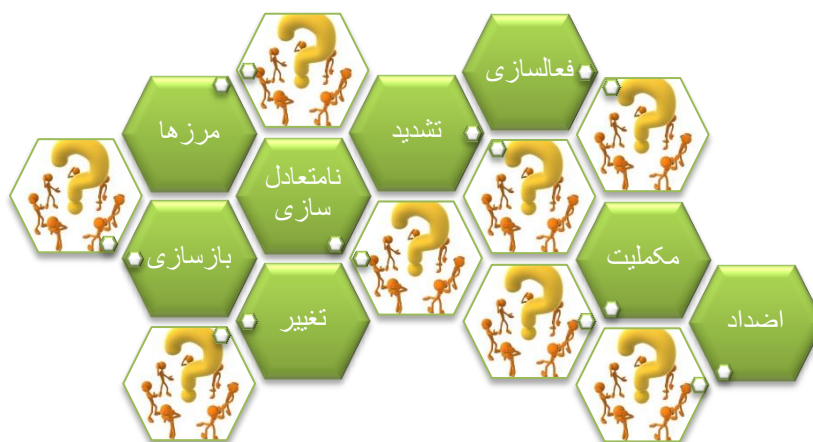 فعالسازی
تشدید
مرزها
نامتعادل
سازی
مکملیت
بازسازی
تغییر
اضداد